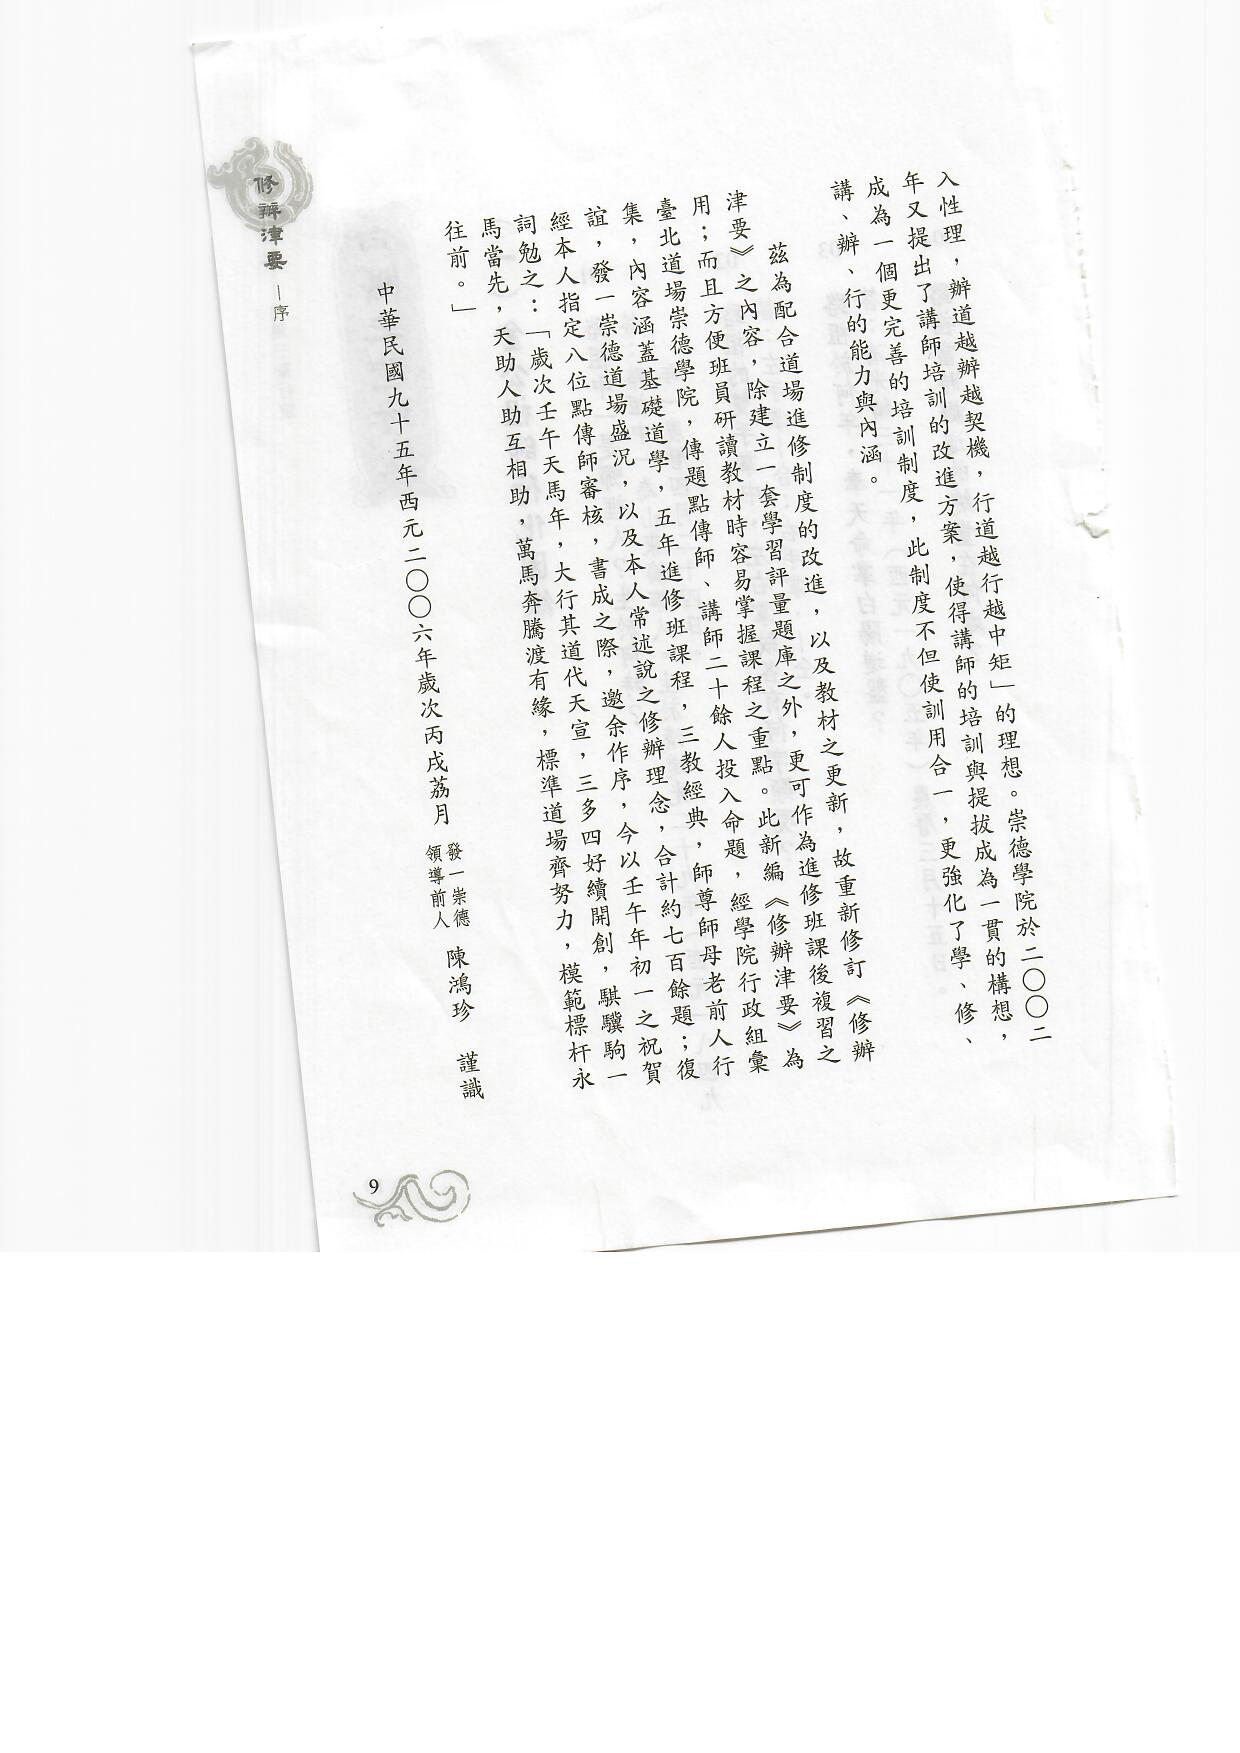 入性理，辦道越辦越契機，行道越行越中矩」的理想。崇德學院於二〇〇二
年又提出了講師培訓的改進方案，使得講師的培訓與提拔成為一貫的構想，
成為一個更完善的培訓制度，此制度不但使訓用合一，更強化了學、修、
講、辦、行的能力與內涵。
茲為配合道場進修制度的改進，以及教材之更新，故重新修訂《修辦
津要》之內容，除建立一套學習評量題庫之外，更可作為進修班課後複習之
用；而且方便班員研讀教材時容易掌握課程之重點。此新編《修辦津要》為
臺北道場崇德學院，傳題點傳師、講師二十餘人投入命題，經學院行政組彙
集，內容涵蓋基礎道學，五年進修班課程，三教經典，師尊師母老前人行
誼，發一崇德道場盛況，以及本人常述說之修辦理念，合計約七百餘題；復
經本人指定八位點傳師審核，書成之際，邀余作序，今以壬午年初一之祝賀
詞勉之：「歲次壬午天馬年，大行其道代天宣，三多四好續開創，騏驥駒一
馬當先，天助人助互相助，萬馬奔騰渡有緣，標準道場齊努力，模範標杆永
往前。」
中華民國九十五年西元二〇〇六年歲次丙戌荔月
發一崇德
領導前人
陳鴻珍 謹識
修辦津要—序
9